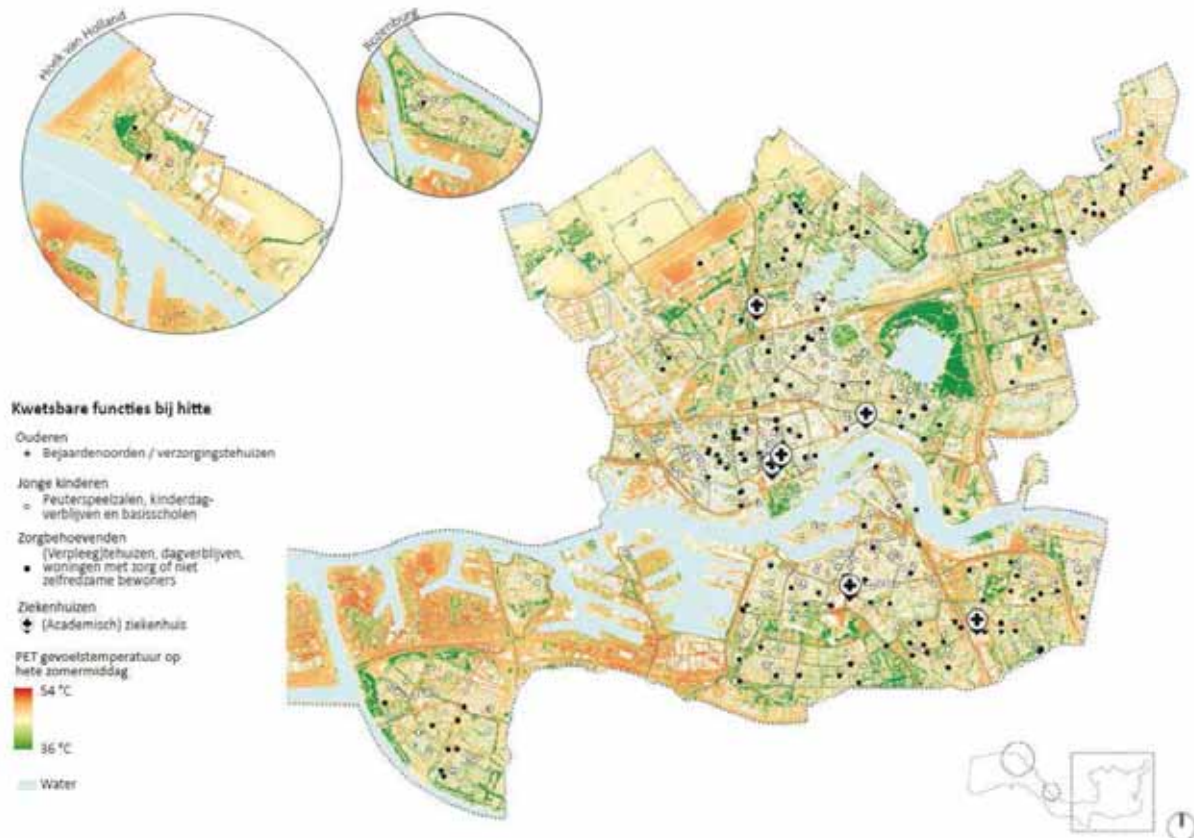 Hoek van Holland
Rozenburg
Kwetsbare functies bij hitte
Ouderen
Bejaardenoorden / verzorgingstehuizen
Jonge kinderen
Peuterspeelzalen, kinderdag-
verblijven en basisscholen
Zorgbehoevenden
(Verpleeg)tehuizen, dagverblijven,
woningen met zorg of niet
zelfredzame bewoners
Ziekenhuizen
(Academisch) ziekenhuis
PET gevoelstemperatuur op
hete zomermiddag
54 °C
36 °C
Water